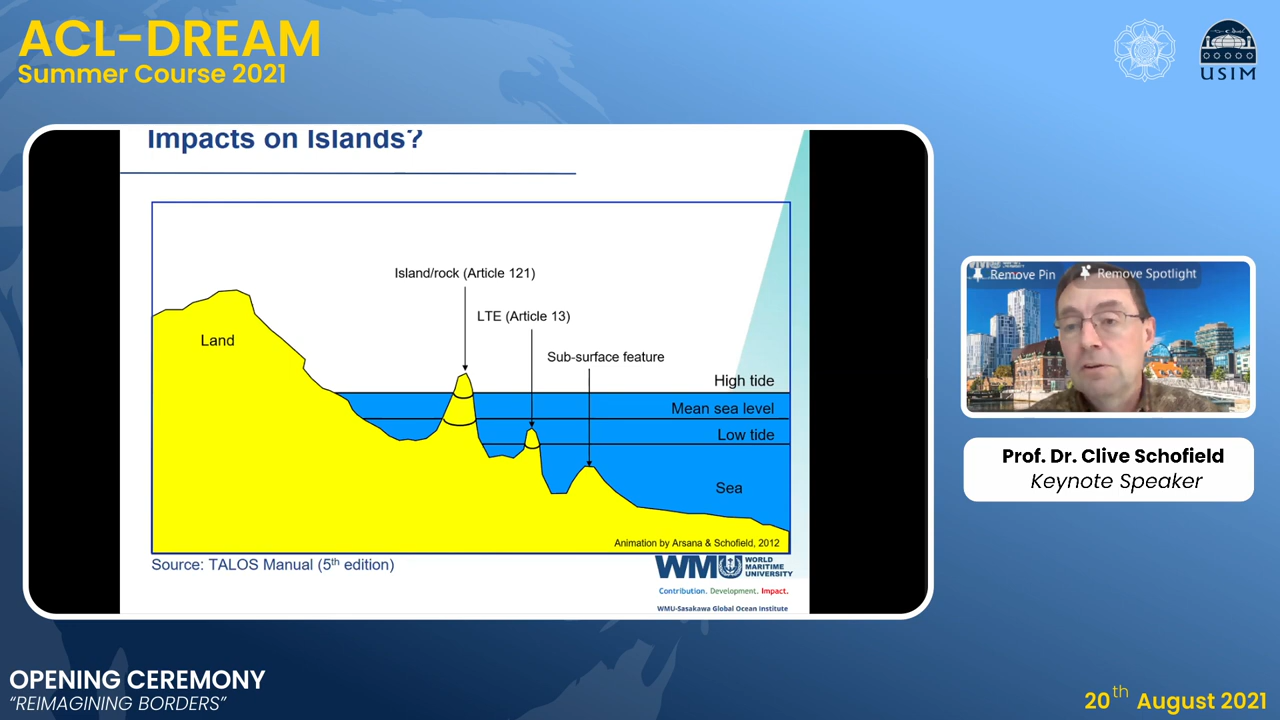 ACL-DREAM
Summer Course 2021
USIM
Impacts on Islands?
Island/rock (Article 121)
LTE (Article 13)
Sub-surface feature
Land
High tide
Mean sea level
Low tide
Sea
Animation by Arsana & Schofield, 2012
Source: TALOS Manual (5th edition)
WMU WORLD
MARITIME
UNIVERSITY
Contribution. Development. Impact.
WMU-Sasakawa Global Ocean Institute
Remove Pin
Remove Spotlight
Prof. Dr. Clive Schofield
Keynote Speaker
OPENING CEREMONY
“REIMAGINING BORDERS”
20th August 2021